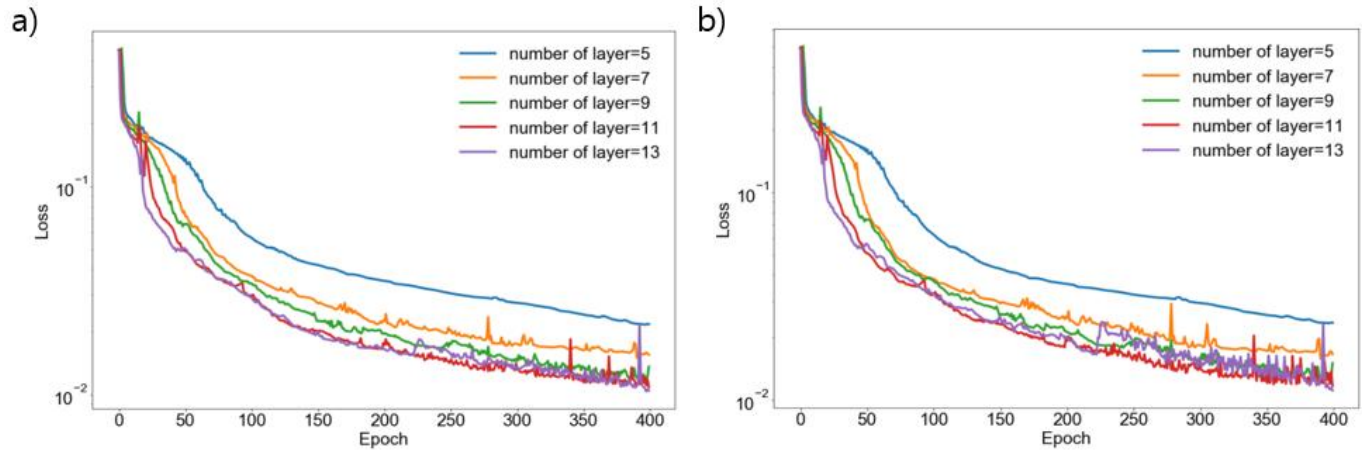 a)
number of layer=5
number of layer=7
number of layer=9
number of layer=11
number of layer=13
Loss
10⁻¹
10⁻²
0 50 100 150 200 250 300 350 400
Epoch
b)
number of layer=5
number of layer=7
number of layer=9
number of layer=11
number of layer=13
Loss
10⁻¹
10⁻²
0 50 100 150 200 250 300 350 400
Epoch